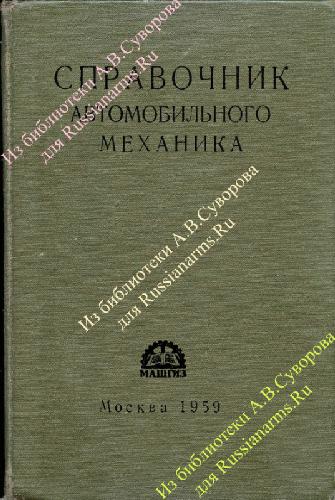 СПРАВОЧНИК
АВТОМОБИЛЬНОГО
МЕХАНИКА
Из библиотеки А.В.Суворова
для Russianarms.Ru
Из библиотеки А.В.Суворова
для Russianarms.Ru
МАШГИЗ
Москва 1959
Из библиотеки А.В.Суворова
для Russianarms.Ru